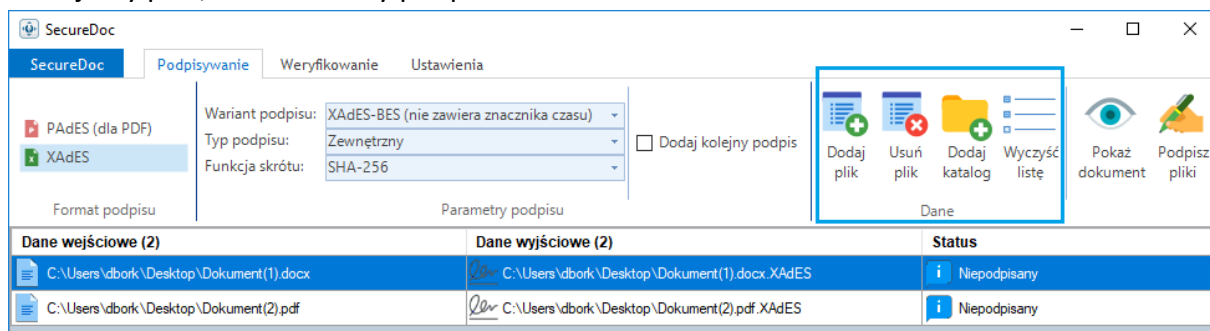 SecureDoc
SecureDoc Podpisywanie Weryfikowanie Ustawienia
PAdES (dla PDF)
XAdES
Format podpisu
Wariant podpisu: XAdES-BES (nie zawiera znacznika czasu)
Typ podpisu: Zewnętrzny
Funkcja skrótu: SHA-256
Dodaj kolejny podpis
Parametry podpisu
Dodaj plik
Usuń plik
Dodaj katalog
Wyczyść listę
Dane
Pokaż dokument
Podpisz pliki
Dane wejściowe (2) Dane wyjściowe (2) Status
C:\Users\dbork\Desktop\Dokument(1).docx C:\Users\dbork\Desktop\Dokument(1).docx.XAdES Niepodpisany
C:\Users\dbork\Desktop\Dokument(2).pdf C:\Users\dbork\Desktop\Dokument(2).pdf.XAdES Niepodpisany